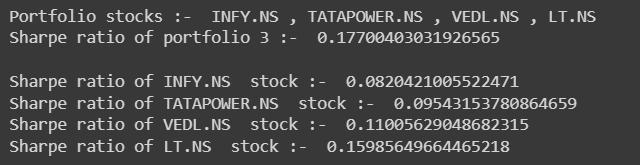 Portfolio stocks :-  INFY.NS , TATAPOWER.NS , VEDL.NS , LT.NS
Sharpe ratio of portfolio 3 :-  0.17700403031926565
Sharpe ratio of INFY.NS  stock :-  0.0820421005522471
Sharpe ratio of TATAPOWER.NS  stock :-  0.09543153780864659
Sharpe ratio of VEDL.NS  stock :-  0.11005629048682315
Sharpe ratio of LT.NS  stock :-  0.15985649664465218